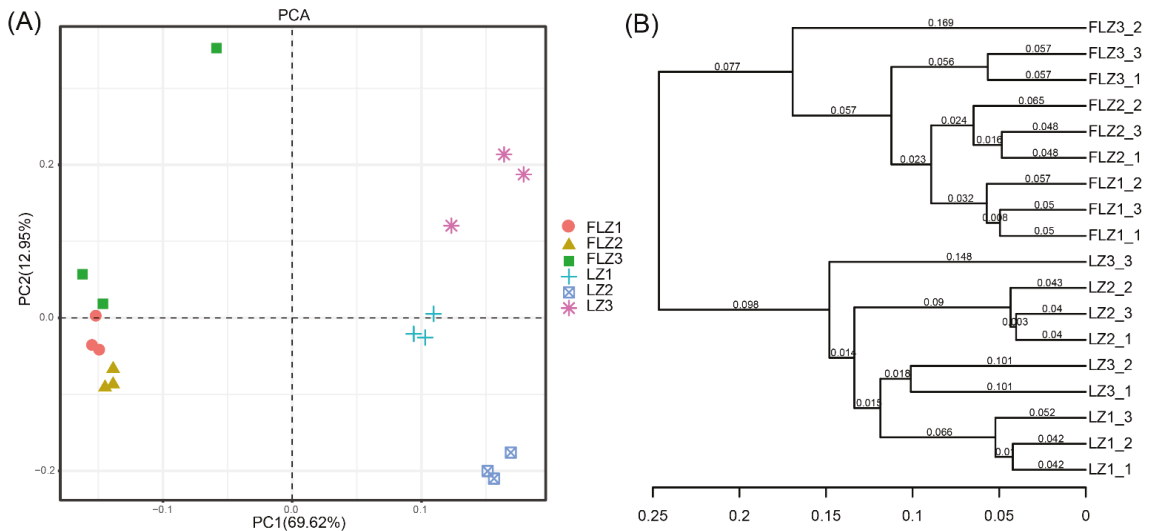 (A)
PCA
PC2(12.95%)
0.2
0.0
−0.2
−0.1
0.0
0.1
PC1(69.62%)
FLZ1
FLZ2
FLZ3
LZ1
LZ2
LZ3
(B)
0.169
FLZ3_2
0.077
0.057
FLZ3_3
0.056
0.057
FLZ3_1
0.057
0.065
FLZ2_2
0.024
0.048
FLZ2_3
0.016
0.048
FLZ2_1
0.023
0.057
FLZ1_2
0.032
0.05
FLZ1_3
0.008
0.05
FLZ1_1
0.148
LZ3_3
0.098
0.043
LZ2_2
0.09
0.04
LZ2_3
0.003
0.04
LZ2_1
0.014
0.101
LZ3_2
0.018
0.101
LZ3_1
0.015
0.052
LZ1_3
0.066
0.042
LZ1_2
0.01
0.042
LZ1_1
0.25
0.2
0.15
0.1
0.05
0